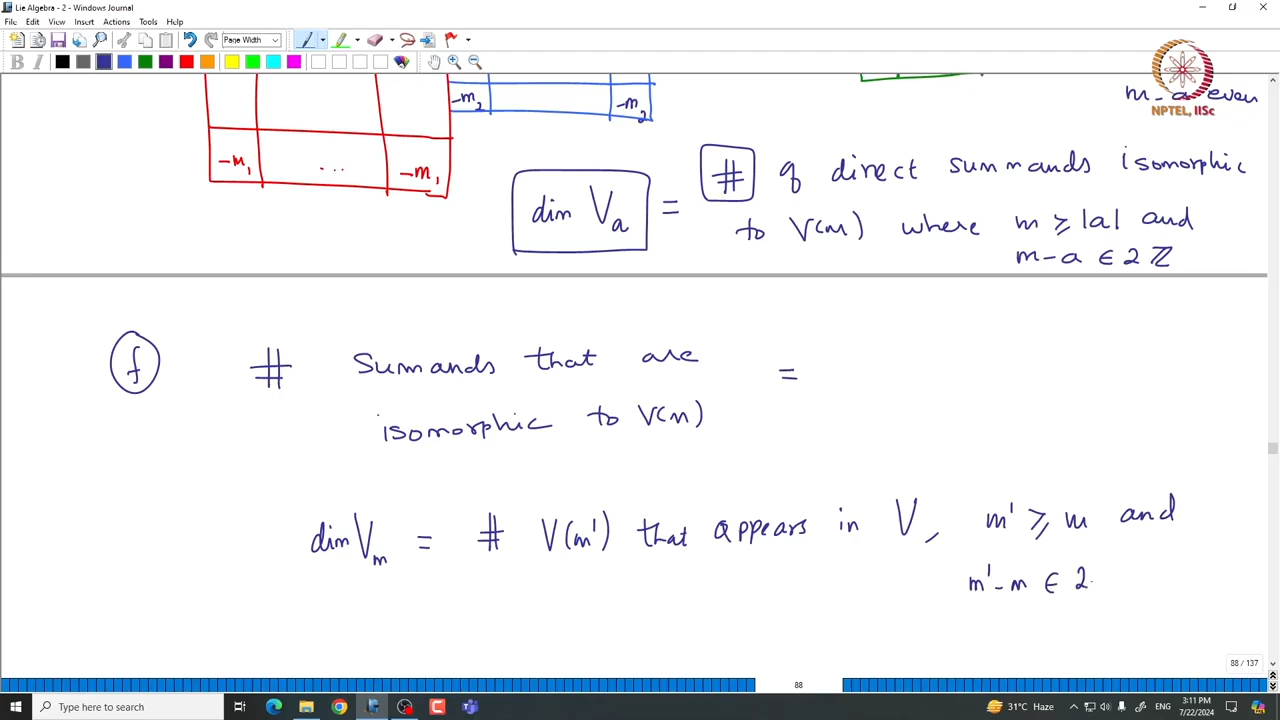 Lie Algebra - 2 - Windows Journal
File Edit View Insert Actions Tools Help
Page Width
B I
-m₂ -m₂
m - a even
NPTEL, IISc
-m₁ ... -m₁
dim Vₐ = # of direct summands isomorphic
to V(m) where m ⩾ |a| and
m - a ∈ 2ℤ
f # Summands that are =
isomorphic to V(m)
dim Vₘ = # V(m') that appears in V, m' ⩾ m and
m' - m ∈ 2
88 / 137
88
Type here to search
31°C Haze
ENG
3:11 PM
7/22/2024